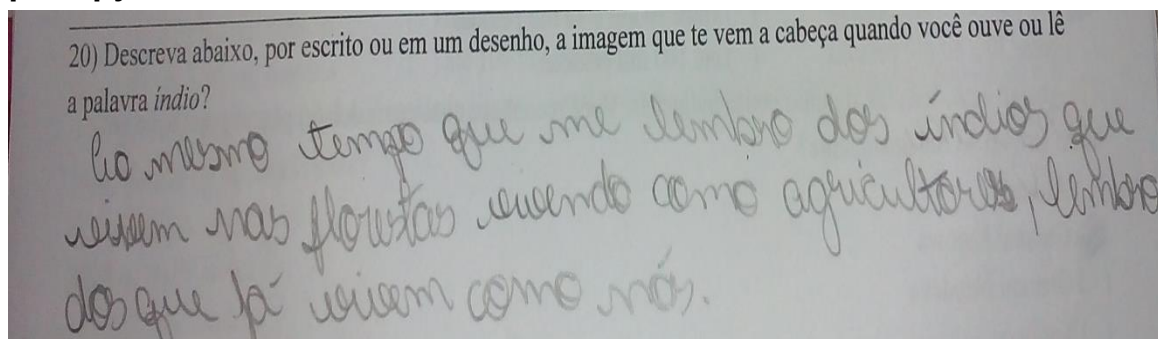 20) Descreva abaixo, por escrito ou em um desenho, a imagem que te vem a cabeça quando você ouve ou lê
a palavra índio?
Ao mesmo tempo que me lembro dos índios que
vivem nas florestas vivendo como agricultores, lembro
dos que já vivem como nós.